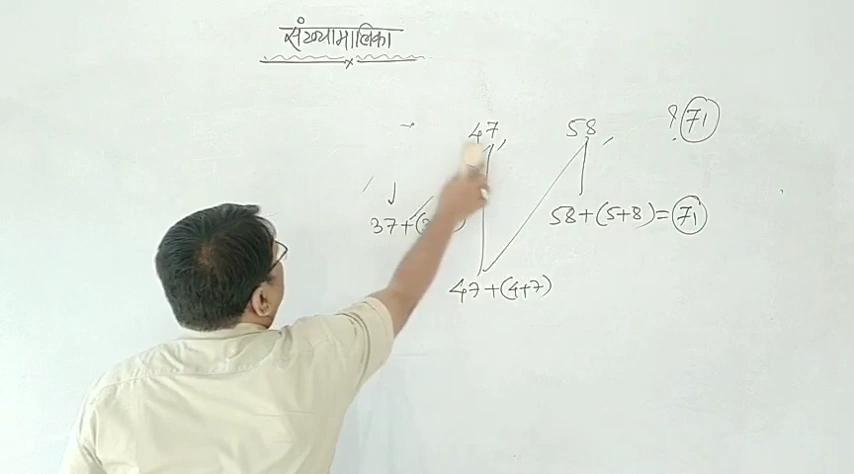 संख्यामालिका
47, 58, ? 71
37+(
58+(5+8)=71
47+(4+7)